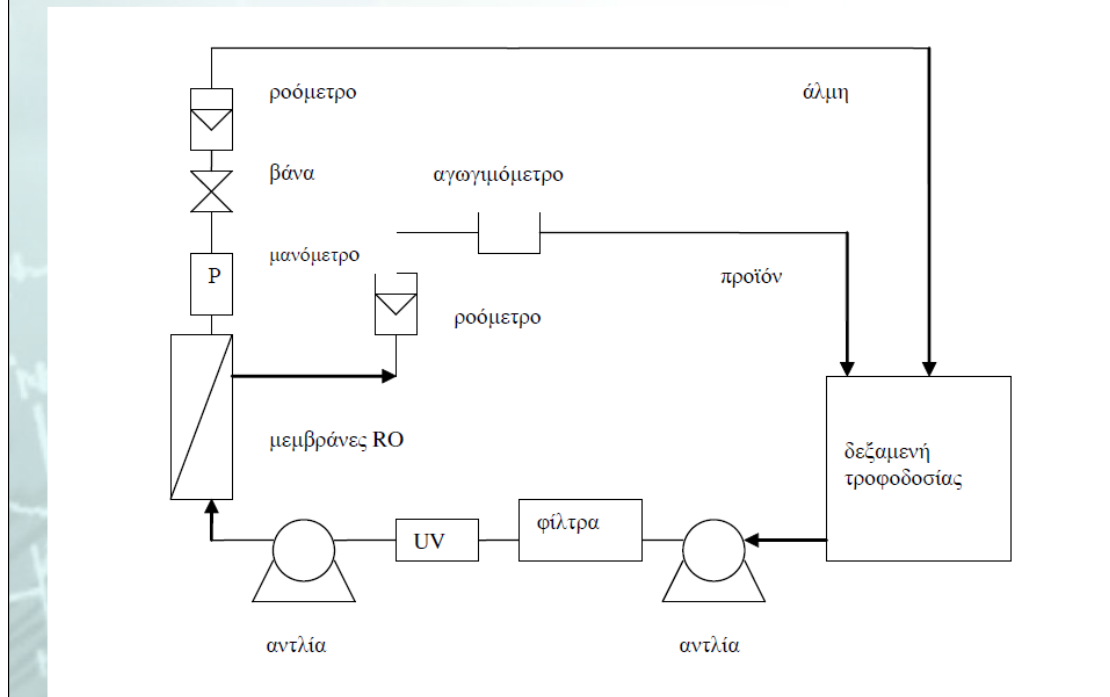 ροόμετρο
άλμη
βάνα
αγωγιμόμετρο
μανόμετρο
P
προϊόν
ροόμετρο
μεμβράνες RO
δεξαμενή
τροφοδοσίας
φίλτρα
UV
αντλία
αντλία